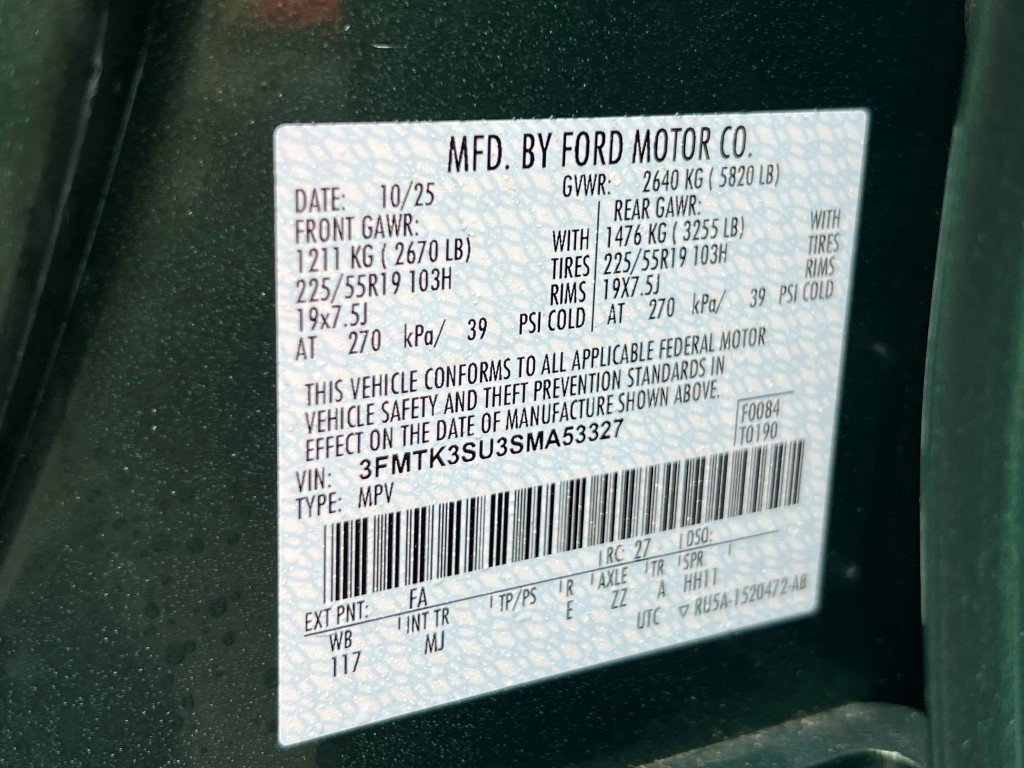 MFD. BY FORD MOTOR CO.
DATE: 10/25 GVWR: 2640 KG ( 5820 LB)
FRONT GAWR: REAR GAWR:
1211 KG ( 2670 LB) WITH 1476 KG ( 3255 LB) WITH
225/55R19 103H TIRES 225/55R19 103H TIRES
19x7.5J RIMS 19X7.5J RIMS
AT 270 kPa/ 39 PSI COLD AT 270 kPa/ 39 PSI COLD
THIS VEHICLE CONFORMS TO ALL APPLICABLE FEDERAL MOTOR
VEHICLE SAFETY AND THEFT PREVENTION STANDARDS IN
EFFECT ON THE DATE OF MANUFACTURE SHOWN ABOVE.
F0084
T0190
VIN: 3FMTK3SU3SMA53327
TYPE: MPV
EXT PNT: FA RC: 27 DSO:
WB INT TR TP/PS R AXLE TR SPR
117 MJ E ZZ A HH11
UTC ▽ RU5A-1520472-AB